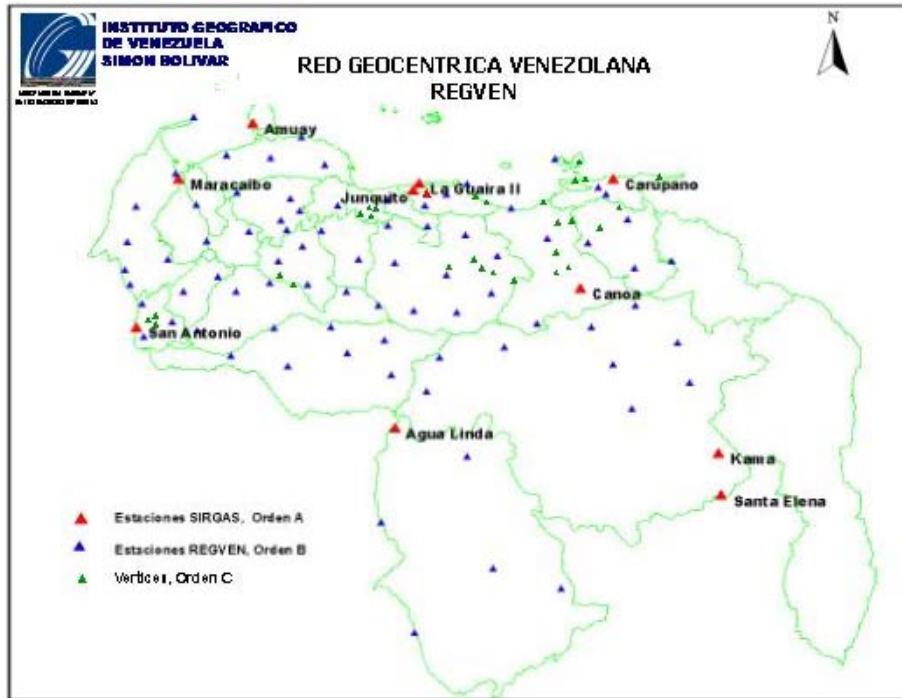 INSTITUTO GEOGRAFICO
DE VENEZUELA
SIMON BOLIVAR
RED GEOCENTRICA VENEZOLANA
REGVEN
N
Amuay
Maracaibo
Junquito
La Guaira II
Carupano
Canoa
San Antonio
Agua Linda
Kama
Santa Elena
Estaciones SIRGAS, Orden A
Estaciones REGVEN, Orden B
Vertices, Orden C